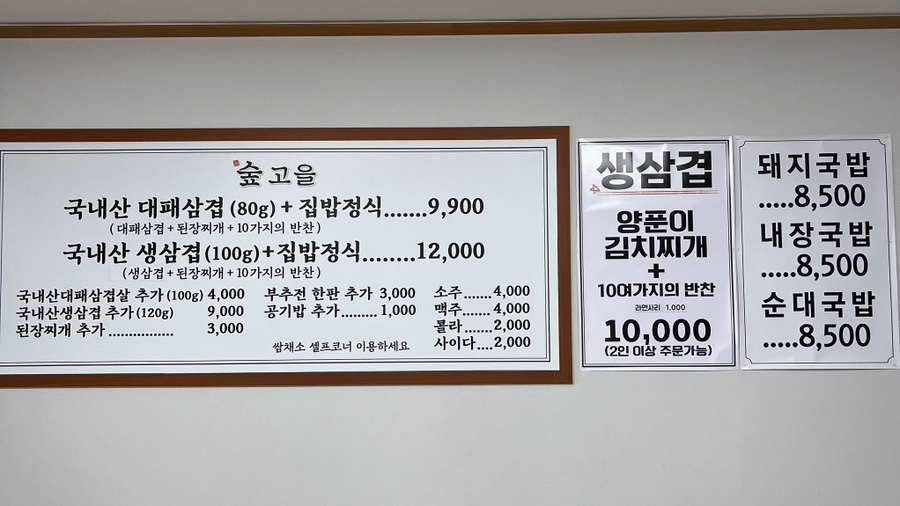 숲고을
국내산 대패삼겹 (80g) + 집밥정식.......9,900
(대패삼겹 + 된장찌개 + 10가지의 반찬)
국내산 생삼겹 (100g)+집밥정식........12,000
(생삼겹 + 된장찌개 + 10가지의 반찬)
국내산대패삼겹살 추가 (100g) 4,000
국내산생삼겹 추가 (120g) 9,000
된장찌개 추가 ................ 3,000
부추전 한판 추가 3,000
공기밥 추가......... 1,000
소주.......4,000
맥주.......4,000
콜라.......2,000
사이다....2,000
쌈채소 셀프코너 이용하세요
생삼겹
양푼이
김치찌개
+
10여가지의 반찬
라면사리 1,000
10,000
(2인 이상 주문가능)
돼지국밥
.....8,500
내장국밥
.....8,500
순대국밥
.....8,500